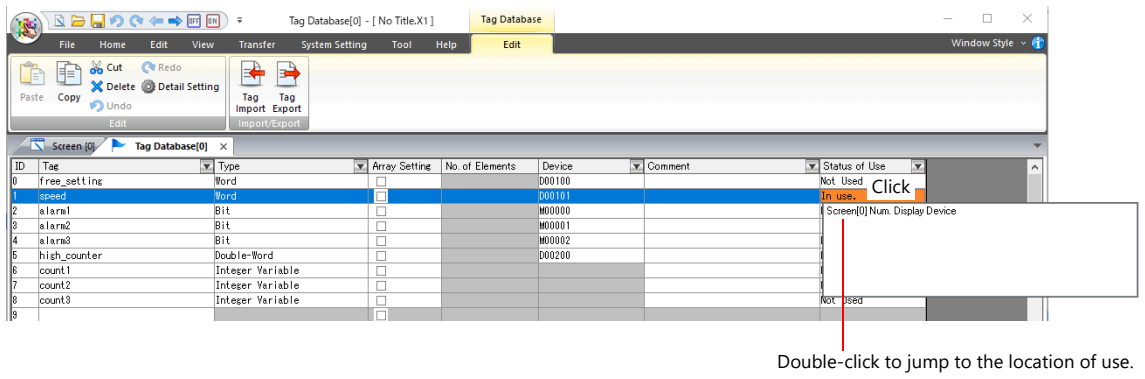 OFF ON
Tag Database[0] - [ No Title.X1 ]
Tag Database
File Home Edit View Transfer System Setting Tool Help Edit
Window Style
Paste
Copy
Cut
Delete
Undo
Redo
Detail Setting
Edit
Tag Import
Tag Export
Import/Export
Screen [0]
Tag Database[0] ×
ID Tag Type Array Setting No. of Elements Device Comment Status of Use
0 free_setting Word D00100 Not Used
1 speed Word D00101 In use.
Click
2 alarm1 Bit M00000
Screen[0] Num. Display Device
3 alarm2 Bit M00001
4 alarm3 Bit M00002
5 high_counter Double-Word D00200
6 count1 Integer Variable
7 count2 Integer Variable
8 count3 Integer Variable Not Used
9
Double-click to jump to the location of use.